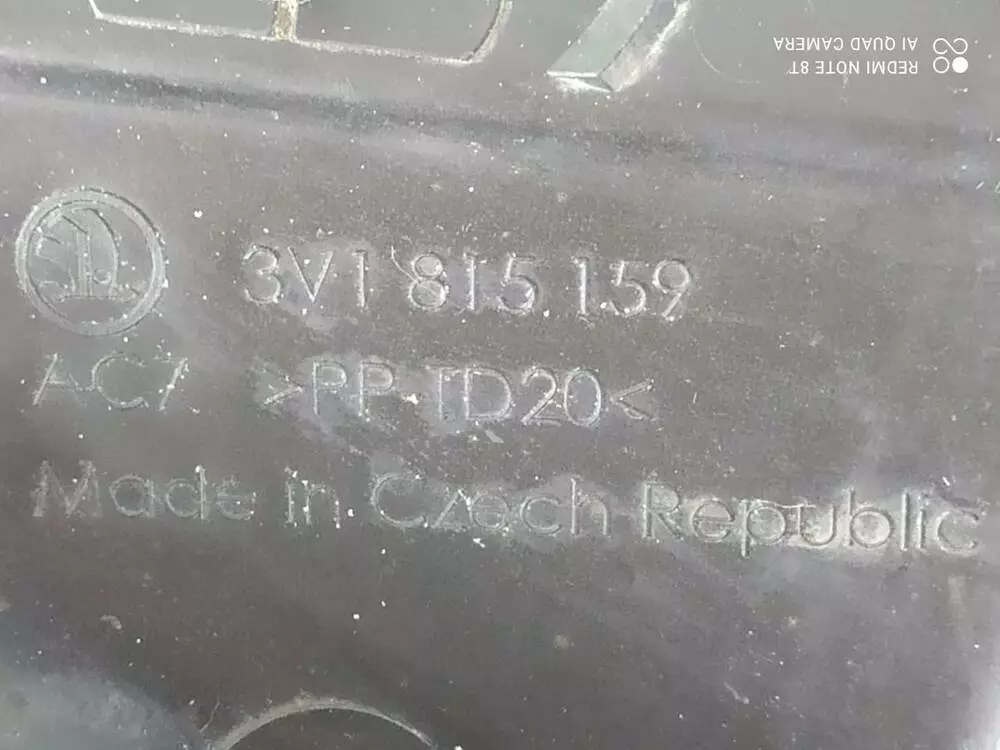 REDMI NOTE 8T
AI QUAD CAMERA
3V1 815 159
AC7 >PP-TD20<
Made in Czech Republic